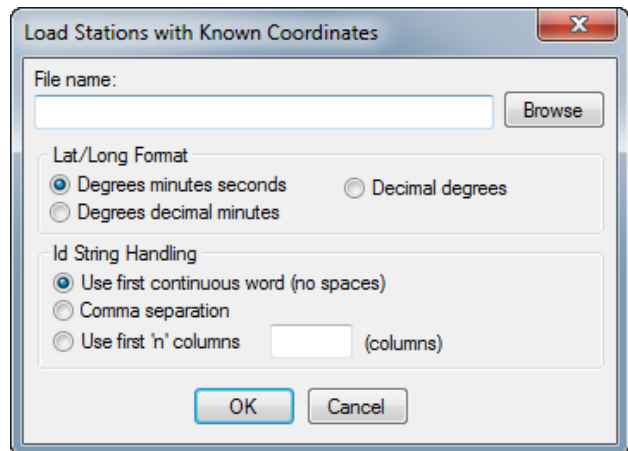 Load Stations with Known Coordinates
File name:
Browse
Lat/Long Format
Degrees minutes seconds
Decimal degrees
Degrees decimal minutes
Id String Handling
Use first continuous word (no spaces)
Comma separation
Use first 'n' columns (columns)
OK Cancel